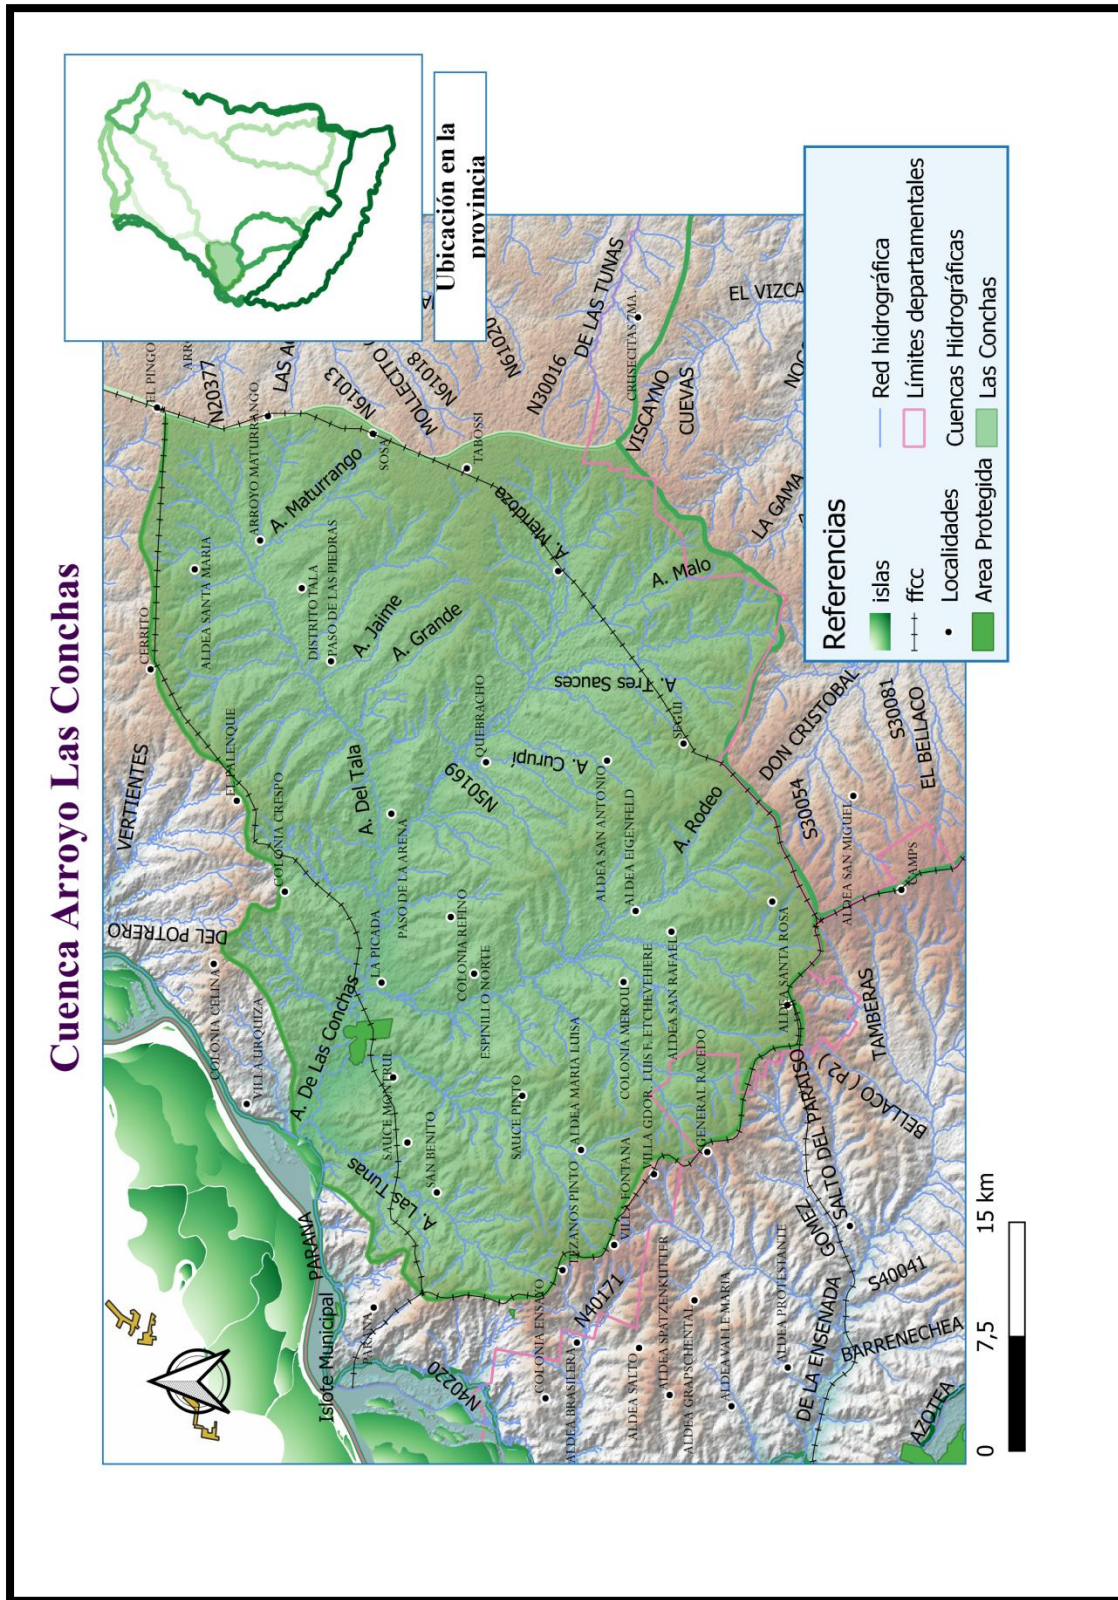 Cuenca Arroyo Las Conchas
Ubicación en la
provincia
Islote Municipal
PARANA
PARANA
N40220
COLONIA CELINA
VILLA URQUIZA
DEL POTRERO
VERTIENTES
CERRITO
EL PALENQUE
COLONIA CRESPO
EL PINGO
ARR
N20377
LAS AC
ALDEA SANTA MARIA
ARROYO MATURRANGO
A. Maturrango
N61013
SOSA
MOLLECITO
N61018
N61020
DISTRITO TALA
PASO DE LAS PIEDRAS
A. Jaime
A. Grande
TABOSSI
N30016
DE LAS TUNAS
CRUSECITAS 7MA.
VISCAYNO
CUEVAS
EL VIZCA
NOG
LA GAMA
A. Mendoza
A. Malo
A. Tres Sauces
QUEBRACHO
A. Curupí
N50169
A. Del Tala
PASO DE LA ARENA
LA PICADA
A. De Las Conchas
COLONIA REFINO
ESPINILLO NORTE
SAUCE MONTRUL
SAN BENITO
A. Las Tunas
SAUCE PINTO
ALDEA MARIA LUISA
TEZANOS PINTO
VILLA FONTANA
COLONIA MEROU
VILLA GDOR. LUIS F. ETCHEVEHERE
ALDEA SAN RAFAEL
GENERAL RACEDO
ALDEA SAN ANTONIO
ALDEA EIGENFELD
A. Rodeo
SEGUI
ALDEA SANTA ROSA
DON CRISTOBAL
S30054
S30081
EL BELLACO
ALDEA SAN MIGUEL
CAMPS
TAMBERAS
BELLACO ( P2 )
SALTO DEL PARAISO
GOMEZ
COLONIA ENSAYO
ALDEA BRASILERA
N40171
ALDEA SALTO
ALDEA SPATZENKUTTER
ALDEA GRAPSCHENTAL
ALDEA VALLE MARIA
ALDEA PROTESTANTE
DE LA ENSENADA
S40041
BARRENECHEA
AZOTEA
Referencias
islas
ffcc
Localidades
Area Protegida
Red hidrográfica
Límites departamentales
Cuencas Hidrográficas
Las Conchas
0 7,5 15 km